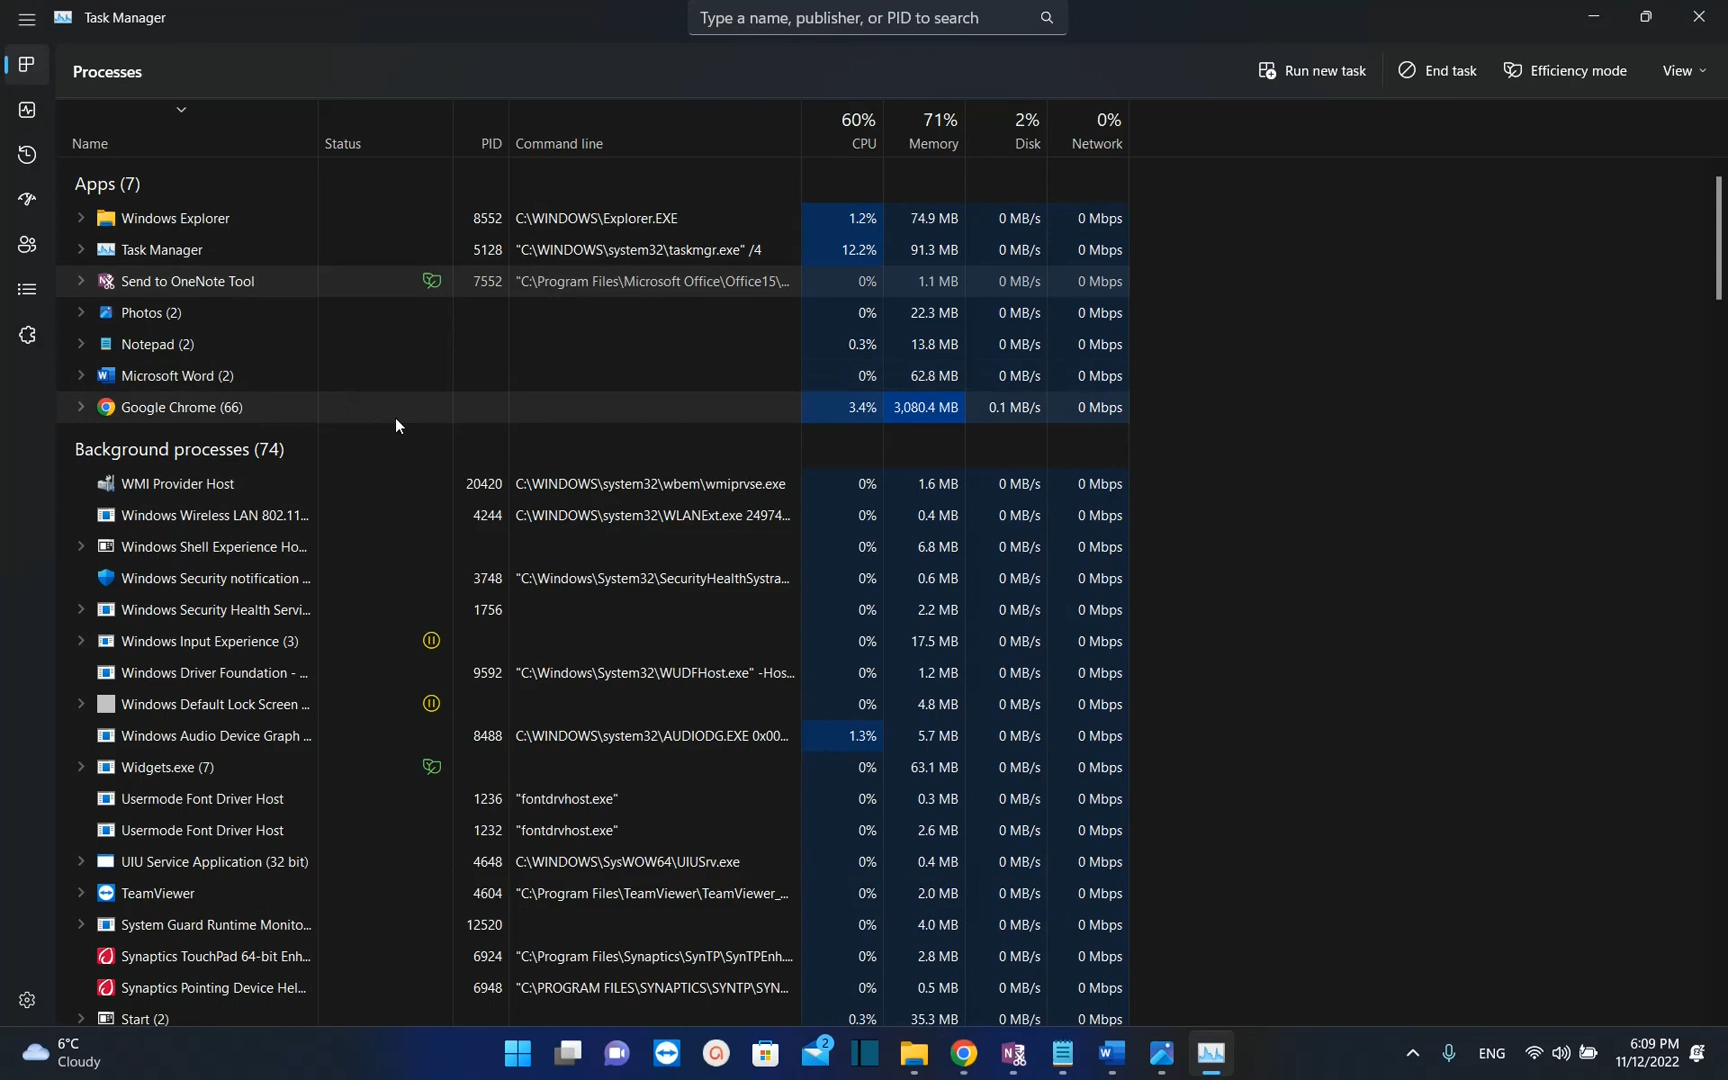 Task Manager
Type a name, publisher, or PID to search
Processes
Run new task
End task
Efficiency mode
View
60% 71% 2% 0%
Name Status PID Command line CPU Memory Disk Network
Apps (7)
Windows Explorer 8552 C:\WINDOWS\Explorer.EXE 1.2% 74.9 MB 0 MB/s 0 Mbps
Task Manager 5128 "C:\WINDOWS\system32\taskmgr.exe" /4 12.2% 91.3 MB 0 MB/s 0 Mbps
Send to OneNote Tool 7552 "C:\Program Files\Microsoft Office\Office15\... 0% 1.1 MB 0 MB/s 0 Mbps
Photos (2) 0% 22.3 MB 0 MB/s 0 Mbps
Notepad (2) 0.3% 13.8 MB 0 MB/s 0 Mbps
Microsoft Word (2) 0% 62.8 MB 0 MB/s 0 Mbps
Google Chrome (66) 3.4% 3,080.4 MB 0.1 MB/s 0 Mbps
Background processes (74)
WMI Provider Host 20420 C:\WINDOWS\system32\wbem\wmiprvse.exe 0% 1.6 MB 0 MB/s 0 Mbps
Windows Wireless LAN 802.11... 4244 C:\WINDOWS\system32\WLANExt.exe 24974... 0% 0.4 MB 0 MB/s 0 Mbps
Windows Shell Experience Ho... 0% 6.8 MB 0 MB/s 0 Mbps
Windows Security notification ... 3748 "C:\Windows\System32\SecurityHealthSystra... 0% 0.6 MB 0 MB/s 0 Mbps
Windows Security Health Servi... 1756 0% 2.2 MB 0 MB/s 0 Mbps
Windows Input Experience (3) 0% 17.5 MB 0 MB/s 0 Mbps
Windows Driver Foundation - ... 9592 "C:\Windows\System32\WUDFHost.exe" -Hos... 0% 1.2 MB 0 MB/s 0 Mbps
Windows Default Lock Screen ... 0% 4.8 MB 0 MB/s 0 Mbps
Windows Audio Device Graph ... 8488 C:\WINDOWS\system32\AUDIODG.EXE 0x00... 1.3% 5.7 MB 0 MB/s 0 Mbps
Widgets.exe (7) 0% 63.1 MB 0 MB/s 0 Mbps
Usermode Font Driver Host 1236 "fontdrvhost.exe" 0% 0.3 MB 0 MB/s 0 Mbps
Usermode Font Driver Host 1232 "fontdrvhost.exe" 0% 2.6 MB 0 MB/s 0 Mbps
UIU Service Application (32 bit) 4648 C:\WINDOWS\SysWOW64\UIUSrv.exe 0% 0.4 MB 0 MB/s 0 Mbps
TeamViewer 4604 "C:\Program Files\TeamViewer\TeamViewer_... 0% 2.0 MB 0 MB/s 0 Mbps
System Guard Runtime Monito... 12520 0% 4.0 MB 0 MB/s 0 Mbps
Synaptics TouchPad 64-bit Enh... 6924 "C:\Program Files\Synaptics\SynTP\SynTPEnh.... 0% 2.8 MB 0 MB/s 0 Mbps
Synaptics Pointing Device Hel... 6948 "C:\PROGRAM FILES\SYNAPTICS\SYNTP\SYN... 0% 0.5 MB 0 MB/s 0 Mbps
Start (2) 0.3% 35.3 MB 0 MB/s 0 Mbps
6°C
Cloudy
2
ENG
6:09 PM
11/12/2022